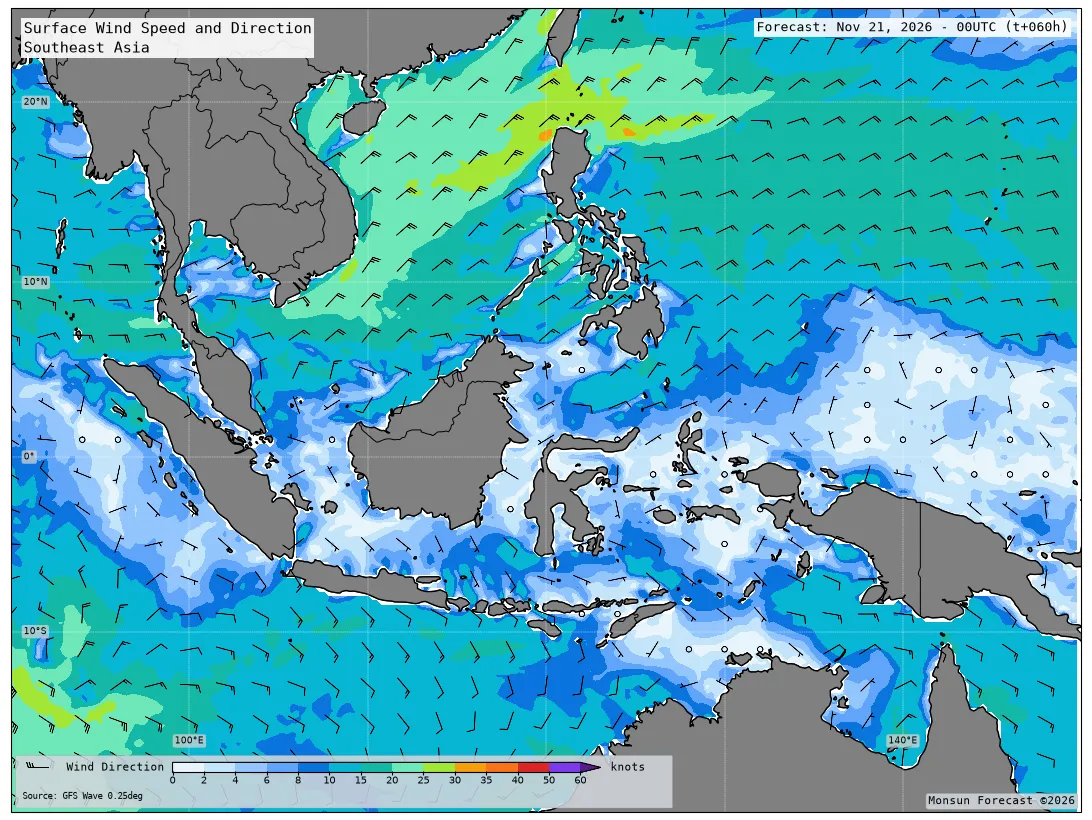 Surface Wind Speed and Direction
Southeast Asia
Forecast: Nov 21, 2026 - 00UTC (t+060h)
20°N
10°N
0°
10°S
100°E
140°E
Wind Direction
knots
0 2 4 6 8 10 15 20 25 30 35 40 50 60
Source: GFS Wave 0.25deg
Monsun Forecast ©2026